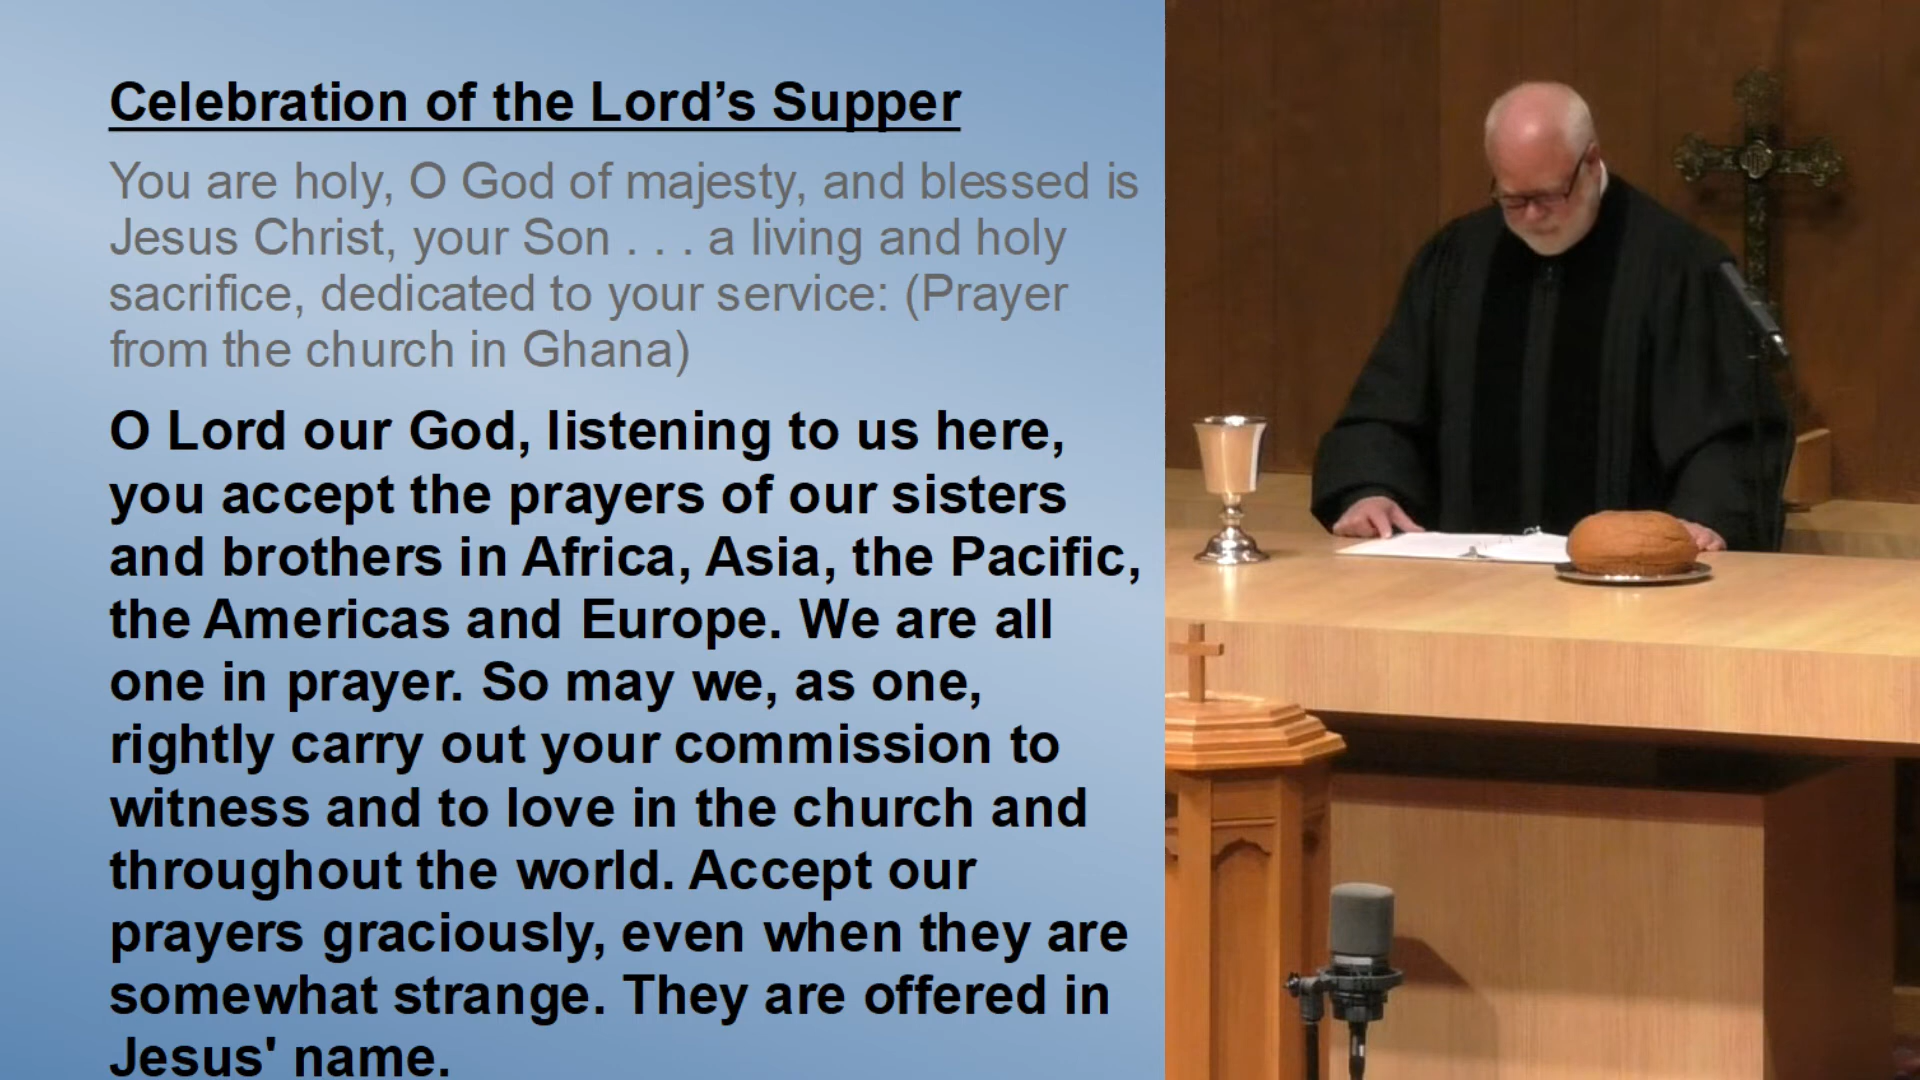 Celebration of the Lord’s Supper
You are holy, O God of majesty, and blessed is
Jesus Christ, your Son . . . a living and holy
sacrifice, dedicated to your service: (Prayer
from the church in Ghana)
O Lord our God, listening to us here,
you accept the prayers of our sisters
and brothers in Africa, Asia, the Pacific,
the Americas and Europe. We are all
one in prayer. So may we, as one,
rightly carry out your commission to
witness and to love in the church and
throughout the world. Accept our
prayers graciously, even when they are
somewhat strange. They are offered in
Jesus' name.